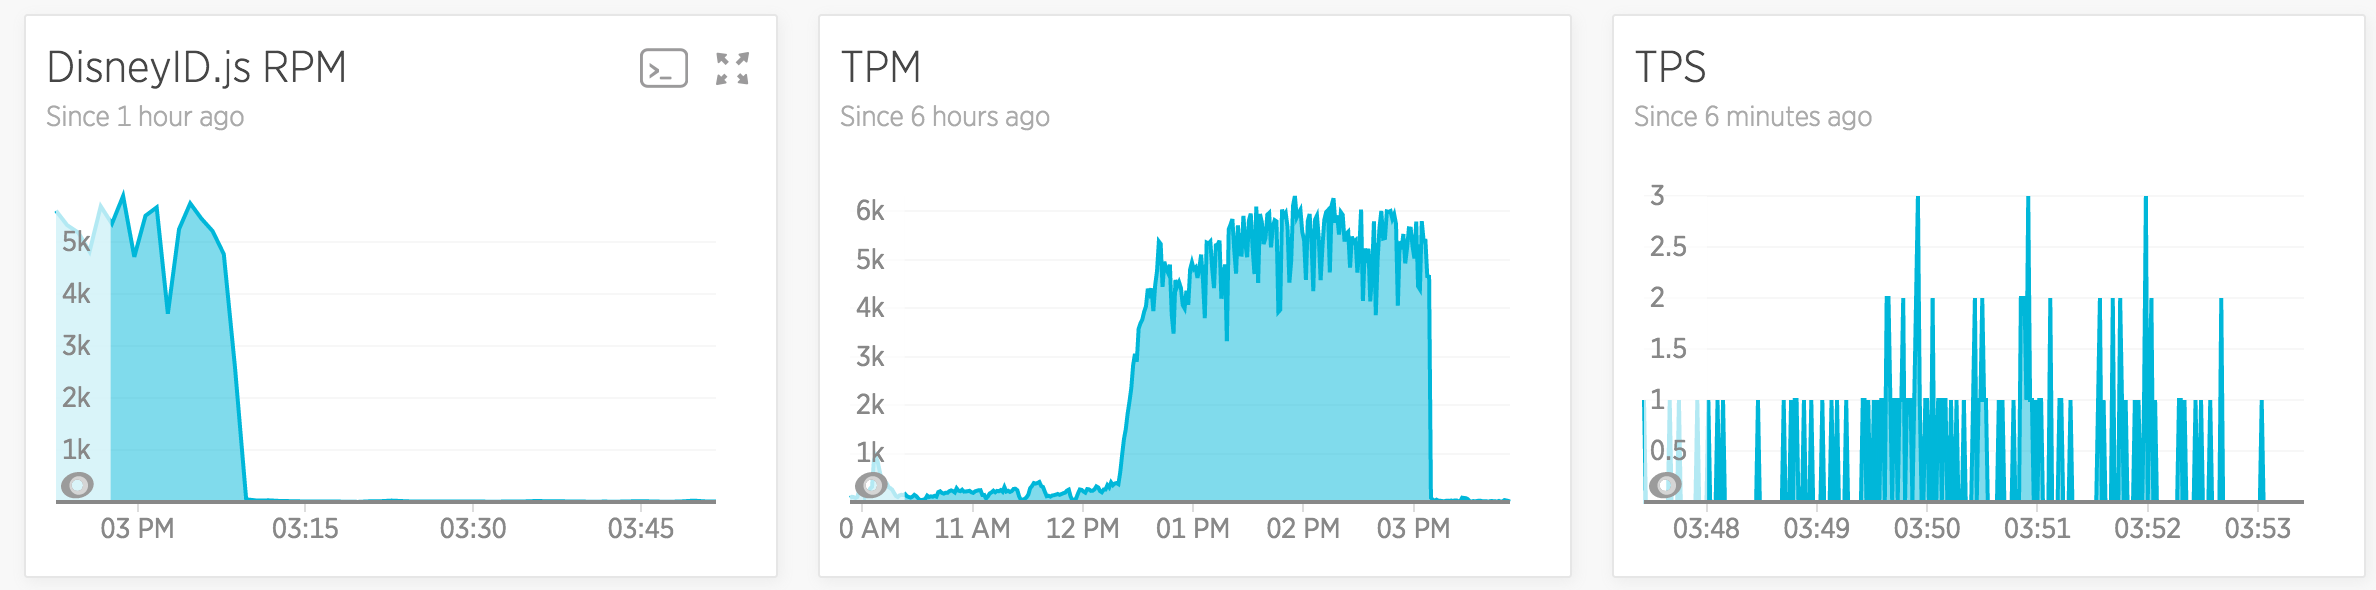 DisneyID.js RPM
Since 1 hour ago
5k
4k
3k
2k
1k
03 PM 03:15 03:30 03:45
TPM
Since 6 hours ago
6k
5k
4k
3k
2k
1k
0 AM 11 AM 12 PM 01 PM 02 PM 03 PM
TPS
Since 6 minutes ago
3
2.5
2
1.5
1
0.5
03:48 03:49 03:50 03:51 03:52 03:53